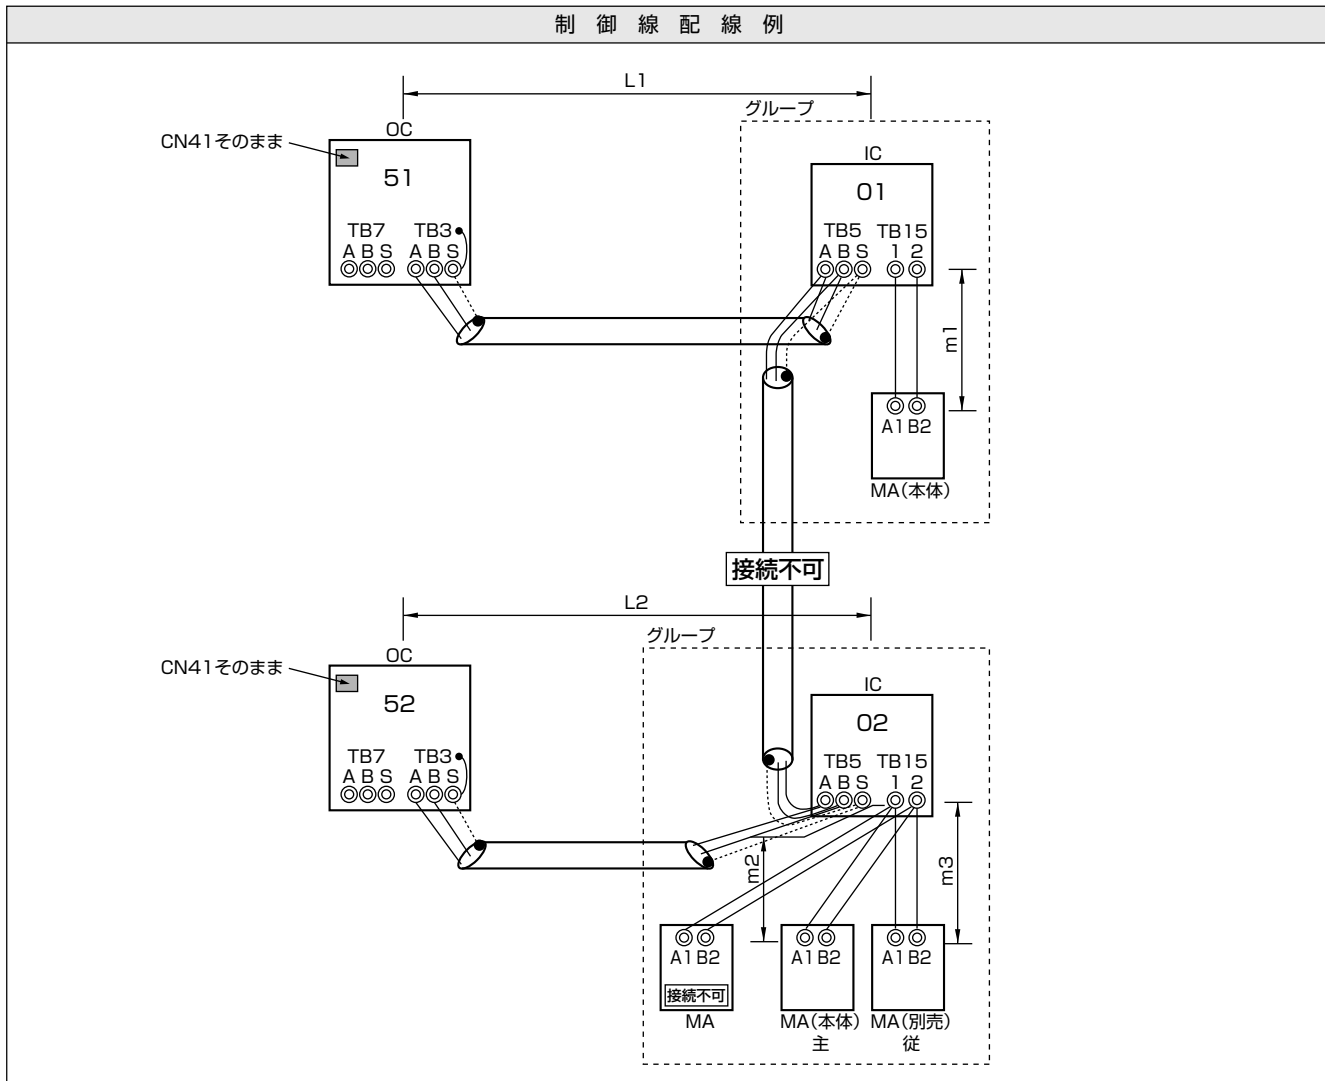 制御線配線例
L1
グループ
OC
CN41そのまま
51
TB7 TB3
A B S A B S
IC
01
TB5 TB15
A B S 1 2
m1
A1 B2
MA(本体)
接続不可
L2
グループ
OC
CN41そのまま
52
TB7 TB3
A B S A B S
IC
02
TB5 TB15
A B S 1 2
m2
m3
A1 B2
接続不可
MA
A1 B2
MA(本体)
主
A1 B2
MA(別売)
従